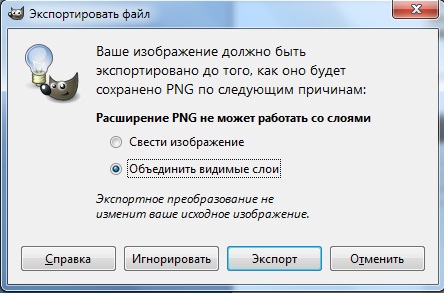 Экспортировать файл
Ваше изображение должно быть
экспортировано до того, как оно будет
сохранено PNG по следующим причинам:
Расширение PNG не может работать со слоями
Свести изображение
Объединить видимые слои
Экспортное преобразование не
изменит ваше исходное изображение.
Справка Игнорировать Экспорт Отменить